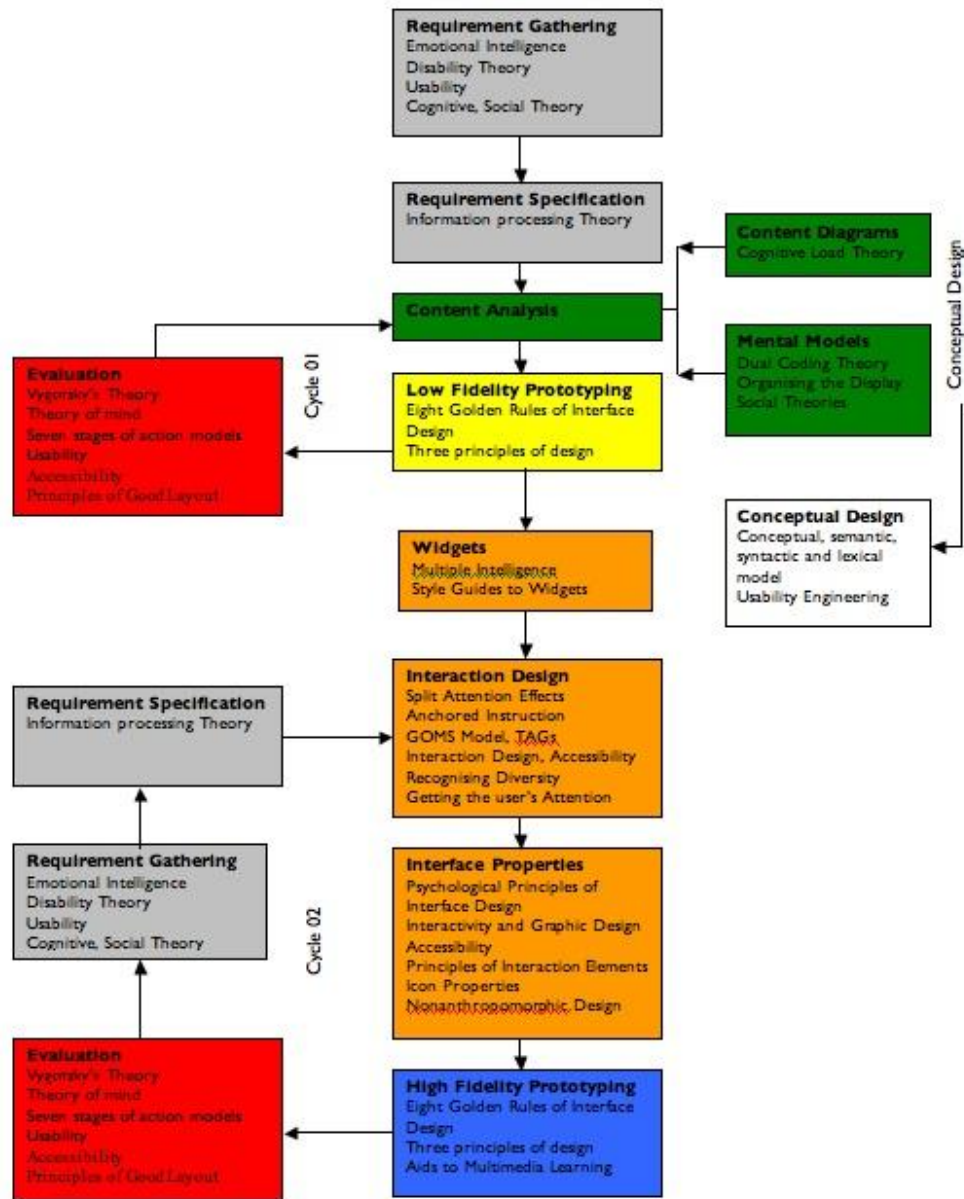 Requirement Gathering
Emotional Intelligence
Disability Theory
Usability
Cognitive, Social Theory
Requirement Specification
Information processing Theory
Content Diagrams
Cognitive Load Theory
Content Analysis
Mental Models
Dual Coding Theory
Organising the Display
Social Theories
Conceptual Design
Evaluation
Vygotsky's Theory
Theory of mind
Seven stages of action models
Usability
Accessibility
Principles of Good Layout
Cycle 01
Low Fidelity Prototyping
Eight Golden Rules of Interface
Design
Three principles of design
Conceptual Design
Conceptual, semantic,
syntactic and lexical
model
Usability Engineering
Widgets
Multiple Intelligence
Style Guides to Widgets
Interaction Design
Split Attention Effects
Anchored Instruction
GOMS Model, TAGs
Interaction Design, Accessibility
Recognising Diversity
Getting the user's Attention
Requirement Specification
Information processing Theory
Requirement Gathering
Emotional Intelligence
Disability Theory
Usability
Cognitive, Social Theory
Cycle 02
Interface Properties
Psychological Principles of
Interface Design
Interactivity and Graphic Design
Accessibility
Principles of Interaction Elements
Icon Properties
Nonanthropomorphic Design
Evaluation
Vygotsky's Theory
Theory of mind
Seven stages of action models
Usability
Accessibility
Principles of Good Layout
High Fidelity Prototyping
Eight Golden Rules of Interface
Design
Three principles of design
Aids to Multimedia Learning